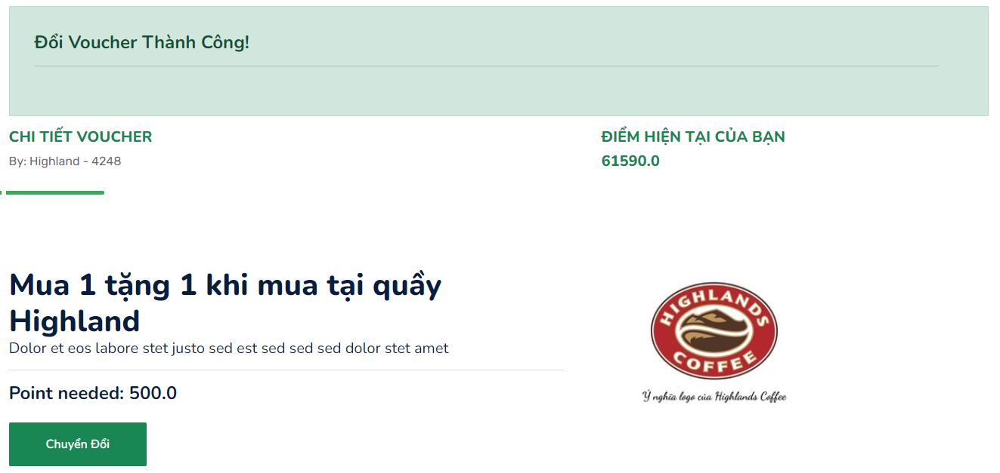 Đổi Voucher Thành Công!
CHI TIẾT VOUCHER
By: Highland - 4248
ĐIỂM HIỆN TẠI CỦA BẠN
61590.0
Mua 1 tặng 1 khi mua tại quầy
Highland
Dolor et eos labore stet justo sed est sed sed sed dolor stet amet
Point needed: 500.0
Chuyển Đổi
HIGHLANDS
COFFEE
Ý nghĩa logo của Highlands Coffee